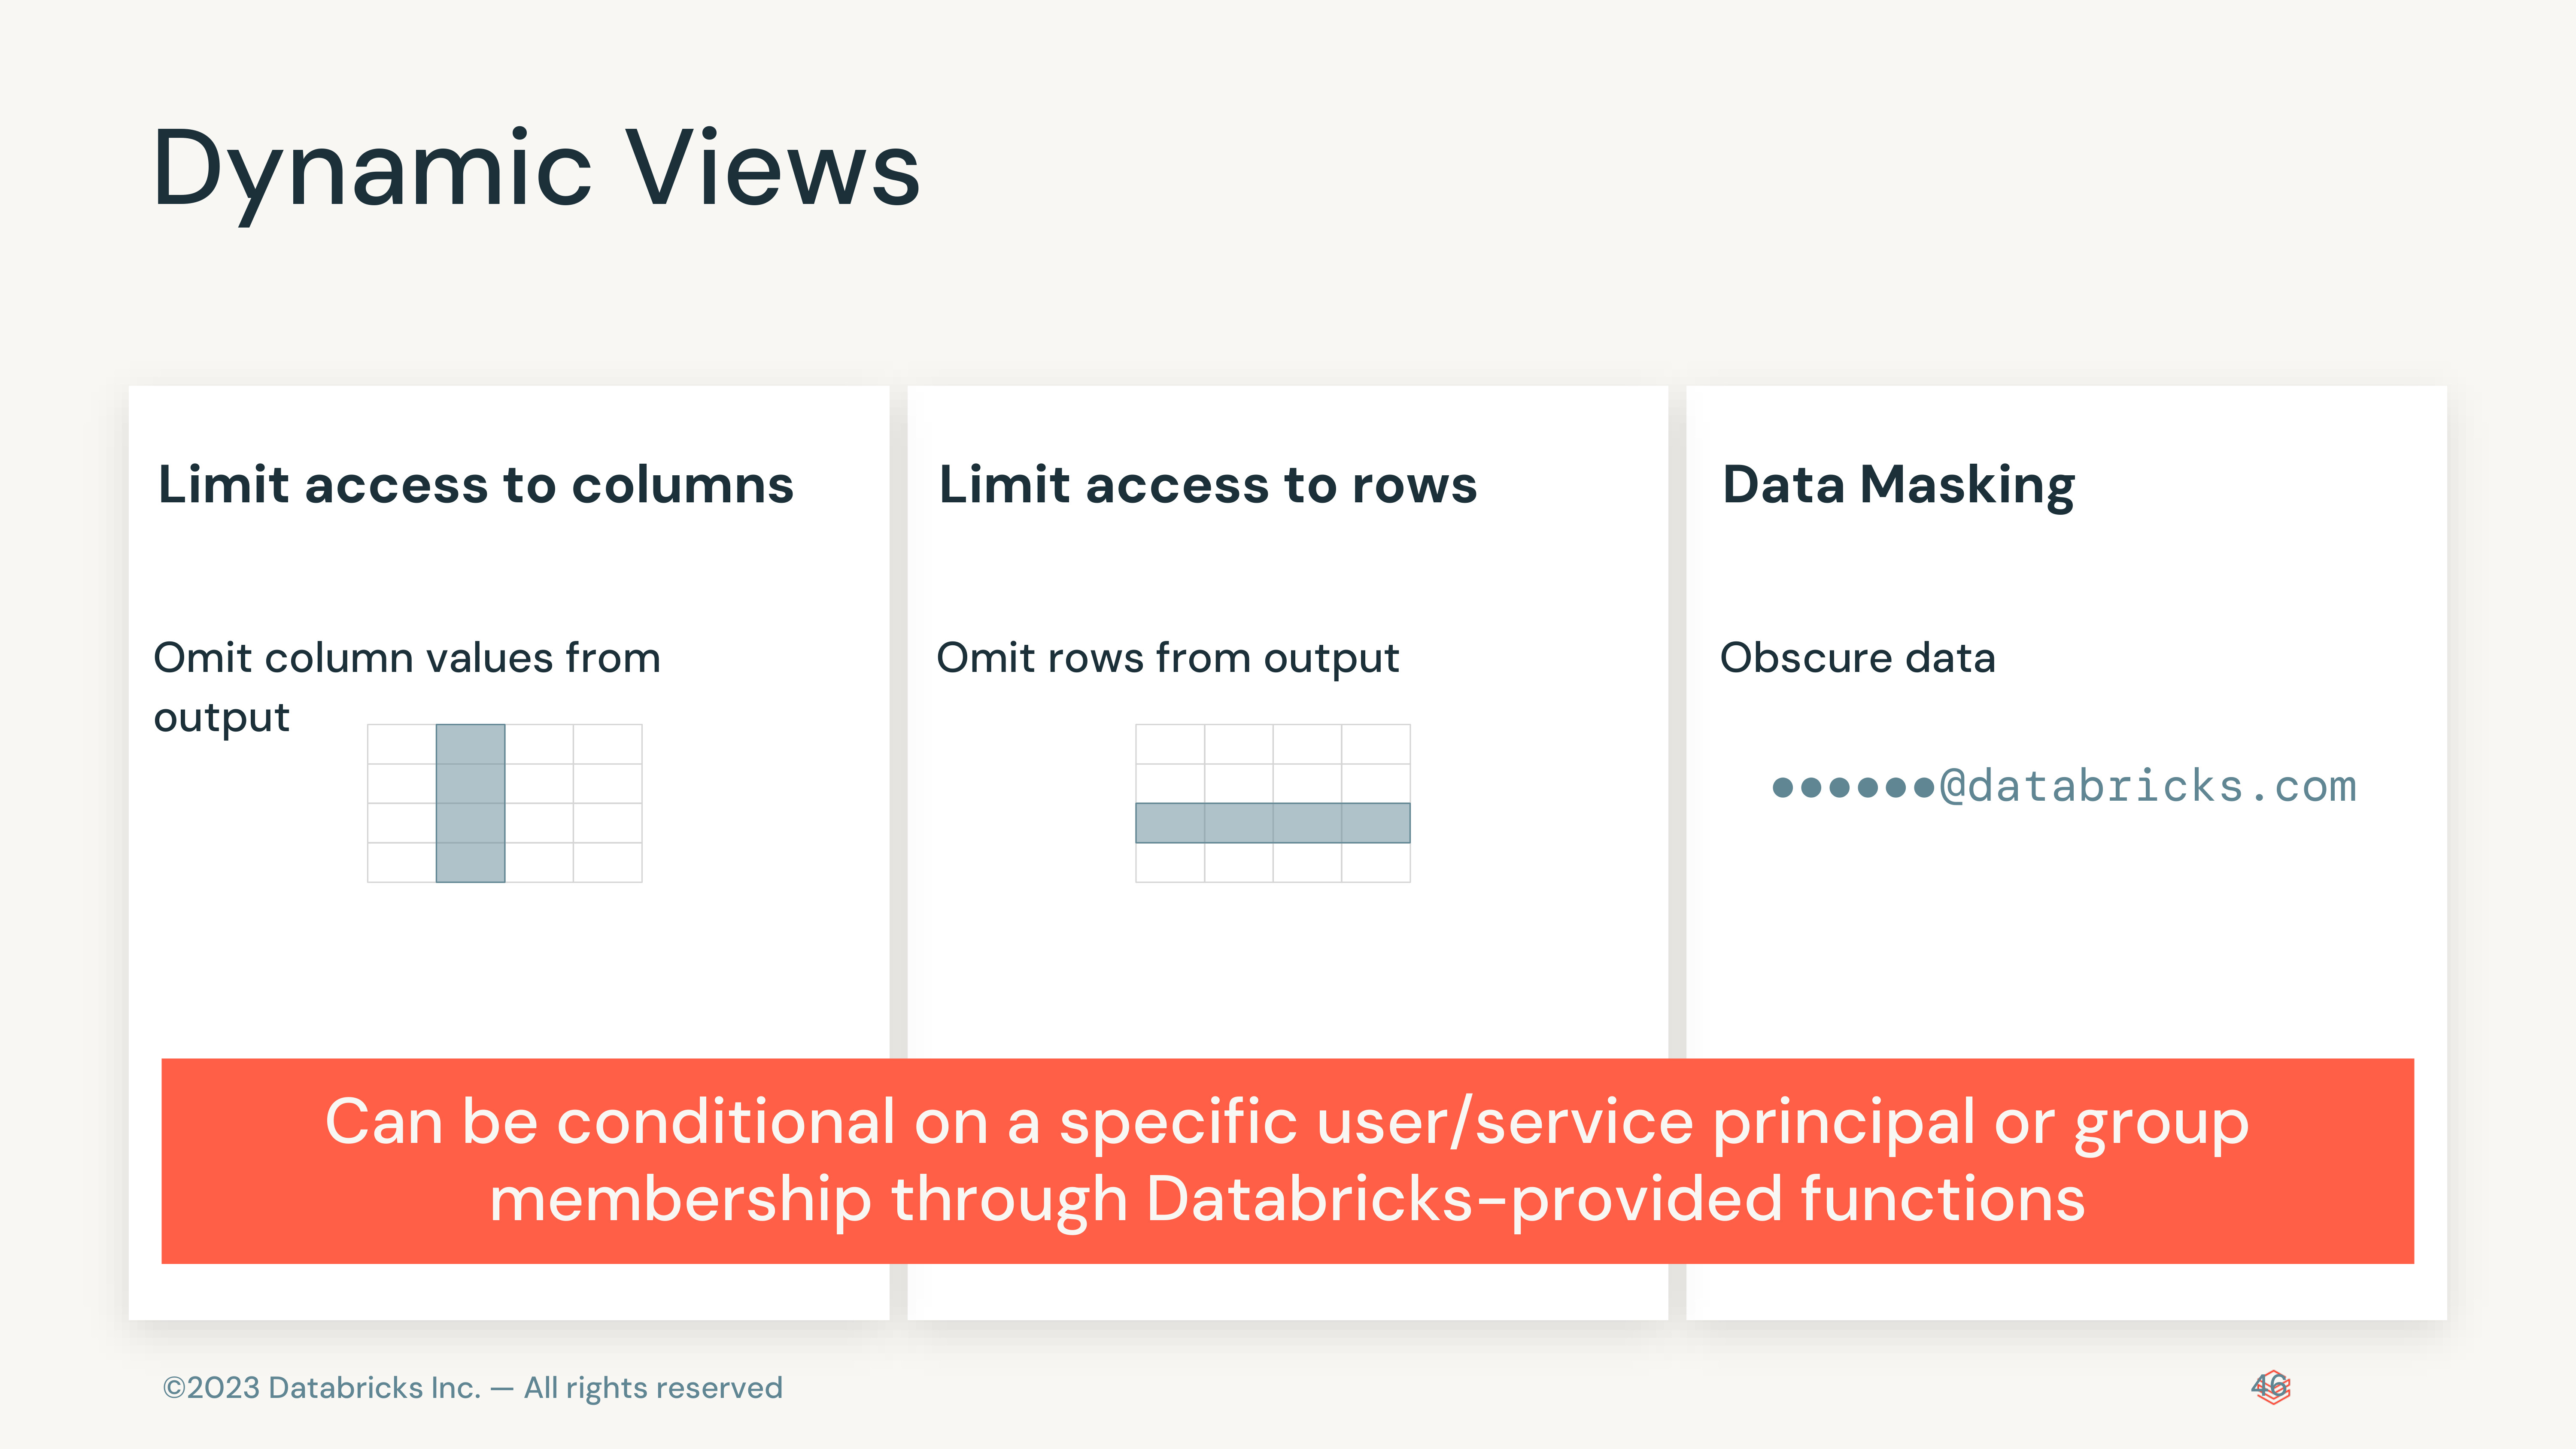 Dynamic Views
Limit access to columns
Omit column values from
output
Limit access to rows
Omit rows from output
Data Masking
Obscure data
●●●●●●@databricks.com
Can be conditional on a specific user/service principal or group
membership through Databricks-provided functions
©2023 Databricks Inc. — All rights reserved
46